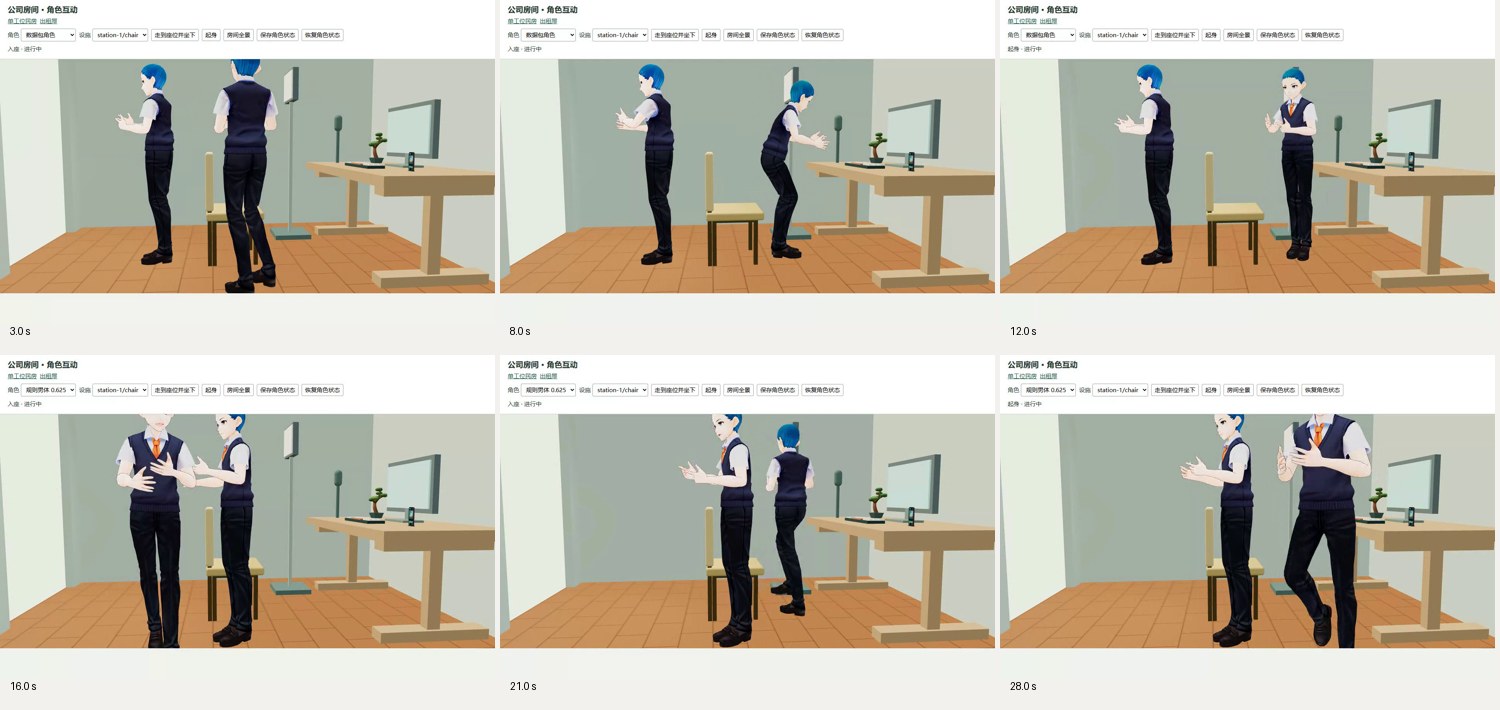 公司房间 · 角色互动
单工位风房 出租屋
角色 数据包角色 设施 station-1/chair 走到座位并坐下 起身 房间全景 保存角色状态 恢复角色状态
入座 · 进行中
3.0 s
公司房间 · 角色互动
单工位风房 出租屋
角色 数据包角色 设施 station-1/chair 走到座位并坐下 起身 房间全景 保存角色状态 恢复角色状态
入座 · 进行中
8.0 s
公司房间 · 角色互动
单工位风房 出租屋
角色 数据包角色 设施 station-1/chair 走到座位并坐下 起身 房间全景 保存角色状态 恢复角色状态
起身 · 进行中
12.0 s
公司房间 · 角色互动
单工位风房 出租屋
角色 规则男体 0.625 设施 station-1/chair 走到座位并坐下 起身 房间全景 保存角色状态 恢复角色状态
入座 · 进行中
16.0 s
公司房间 · 角色互动
单工位风房 出租屋
角色 规则男体 0.625 设施 station-1/chair 走到座位并坐下 起身 房间全景 保存角色状态 恢复角色状态
入座 · 进行中
21.0 s
公司房间 · 角色互动
单工位风房 出租屋
角色 规则男体 0.625 设施 station-1/chair 走到座位并坐下 起身 房间全景 保存角色状态 恢复角色状态
起身 · 进行中
28.0 s